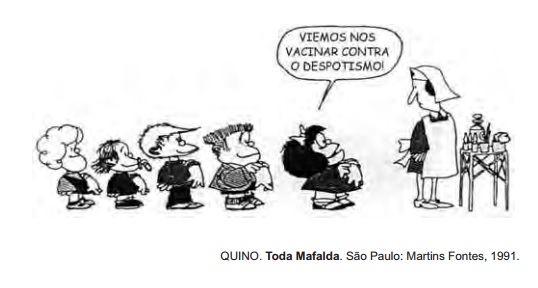 VIEMOS NOS
VACINAR CONTRA
O DESPOTISMO!
QUINO. Toda Mafalda. São Paulo: Martins Fontes, 1991.